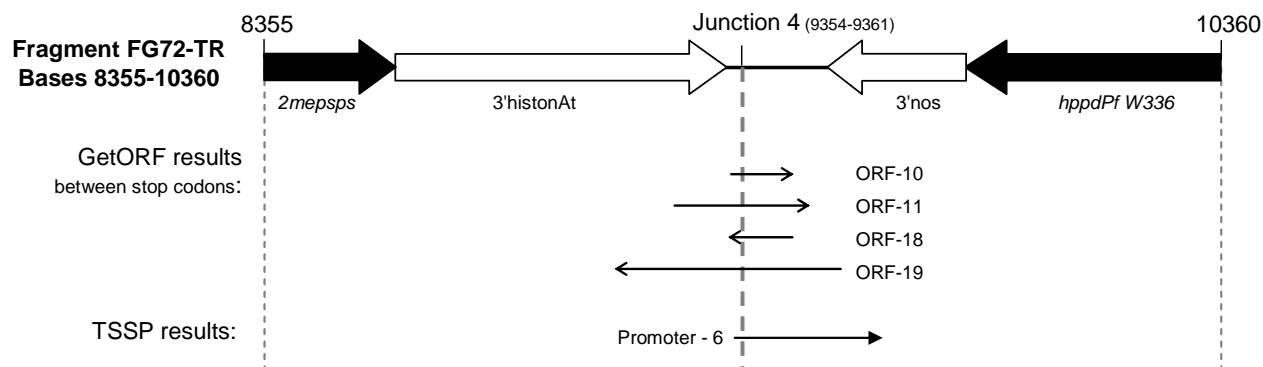 8355
Junction 4 (9354-9361)
10360
Fragment FG72-TR
Bases 8355-10360
2mepsps
3'histonAt
3'nos
hppdPf W336
GetORF results
between stop codons:
ORF-10
ORF-11
ORF-18
ORF-19
TSSP results:
Promoter - 6